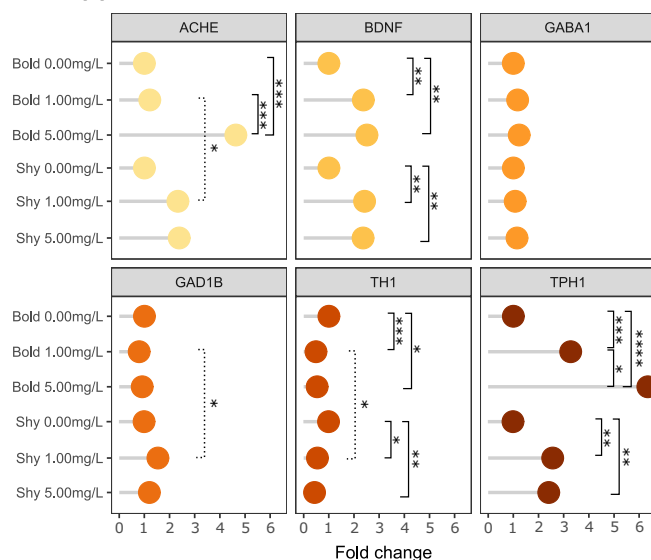 ACHE BDNF GABA1
Bold 0.00mg/L
Bold 1.00mg/L
Bold 5.00mg/L
Shy 0.00mg/L
Shy 1.00mg/L
Shy 5.00mg/L
*** *** * ** ** ** **
GAD1B TH1 TPH1
Bold 0.00mg/L
Bold 1.00mg/L
Bold 5.00mg/L
Shy 0.00mg/L
Shy 1.00mg/L
Shy 5.00mg/L
* *** * * * ** *** **** * ** **
0 1 2 3 4 5 6 0 1 2 3 4 5 6 0 1 2 3 4 5 6
Fold change